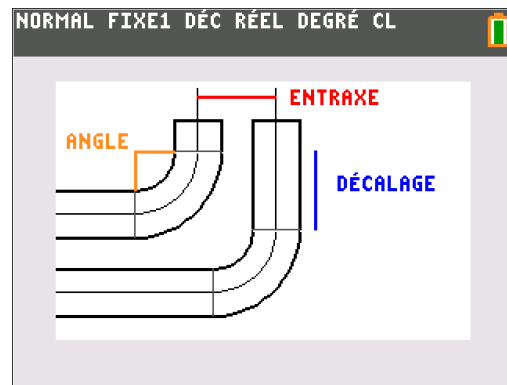 NORMAL FIXE1 DÉC RÉEL DEGRÉ CL
ENTRAXE
ANGLE
DÉCALAGE